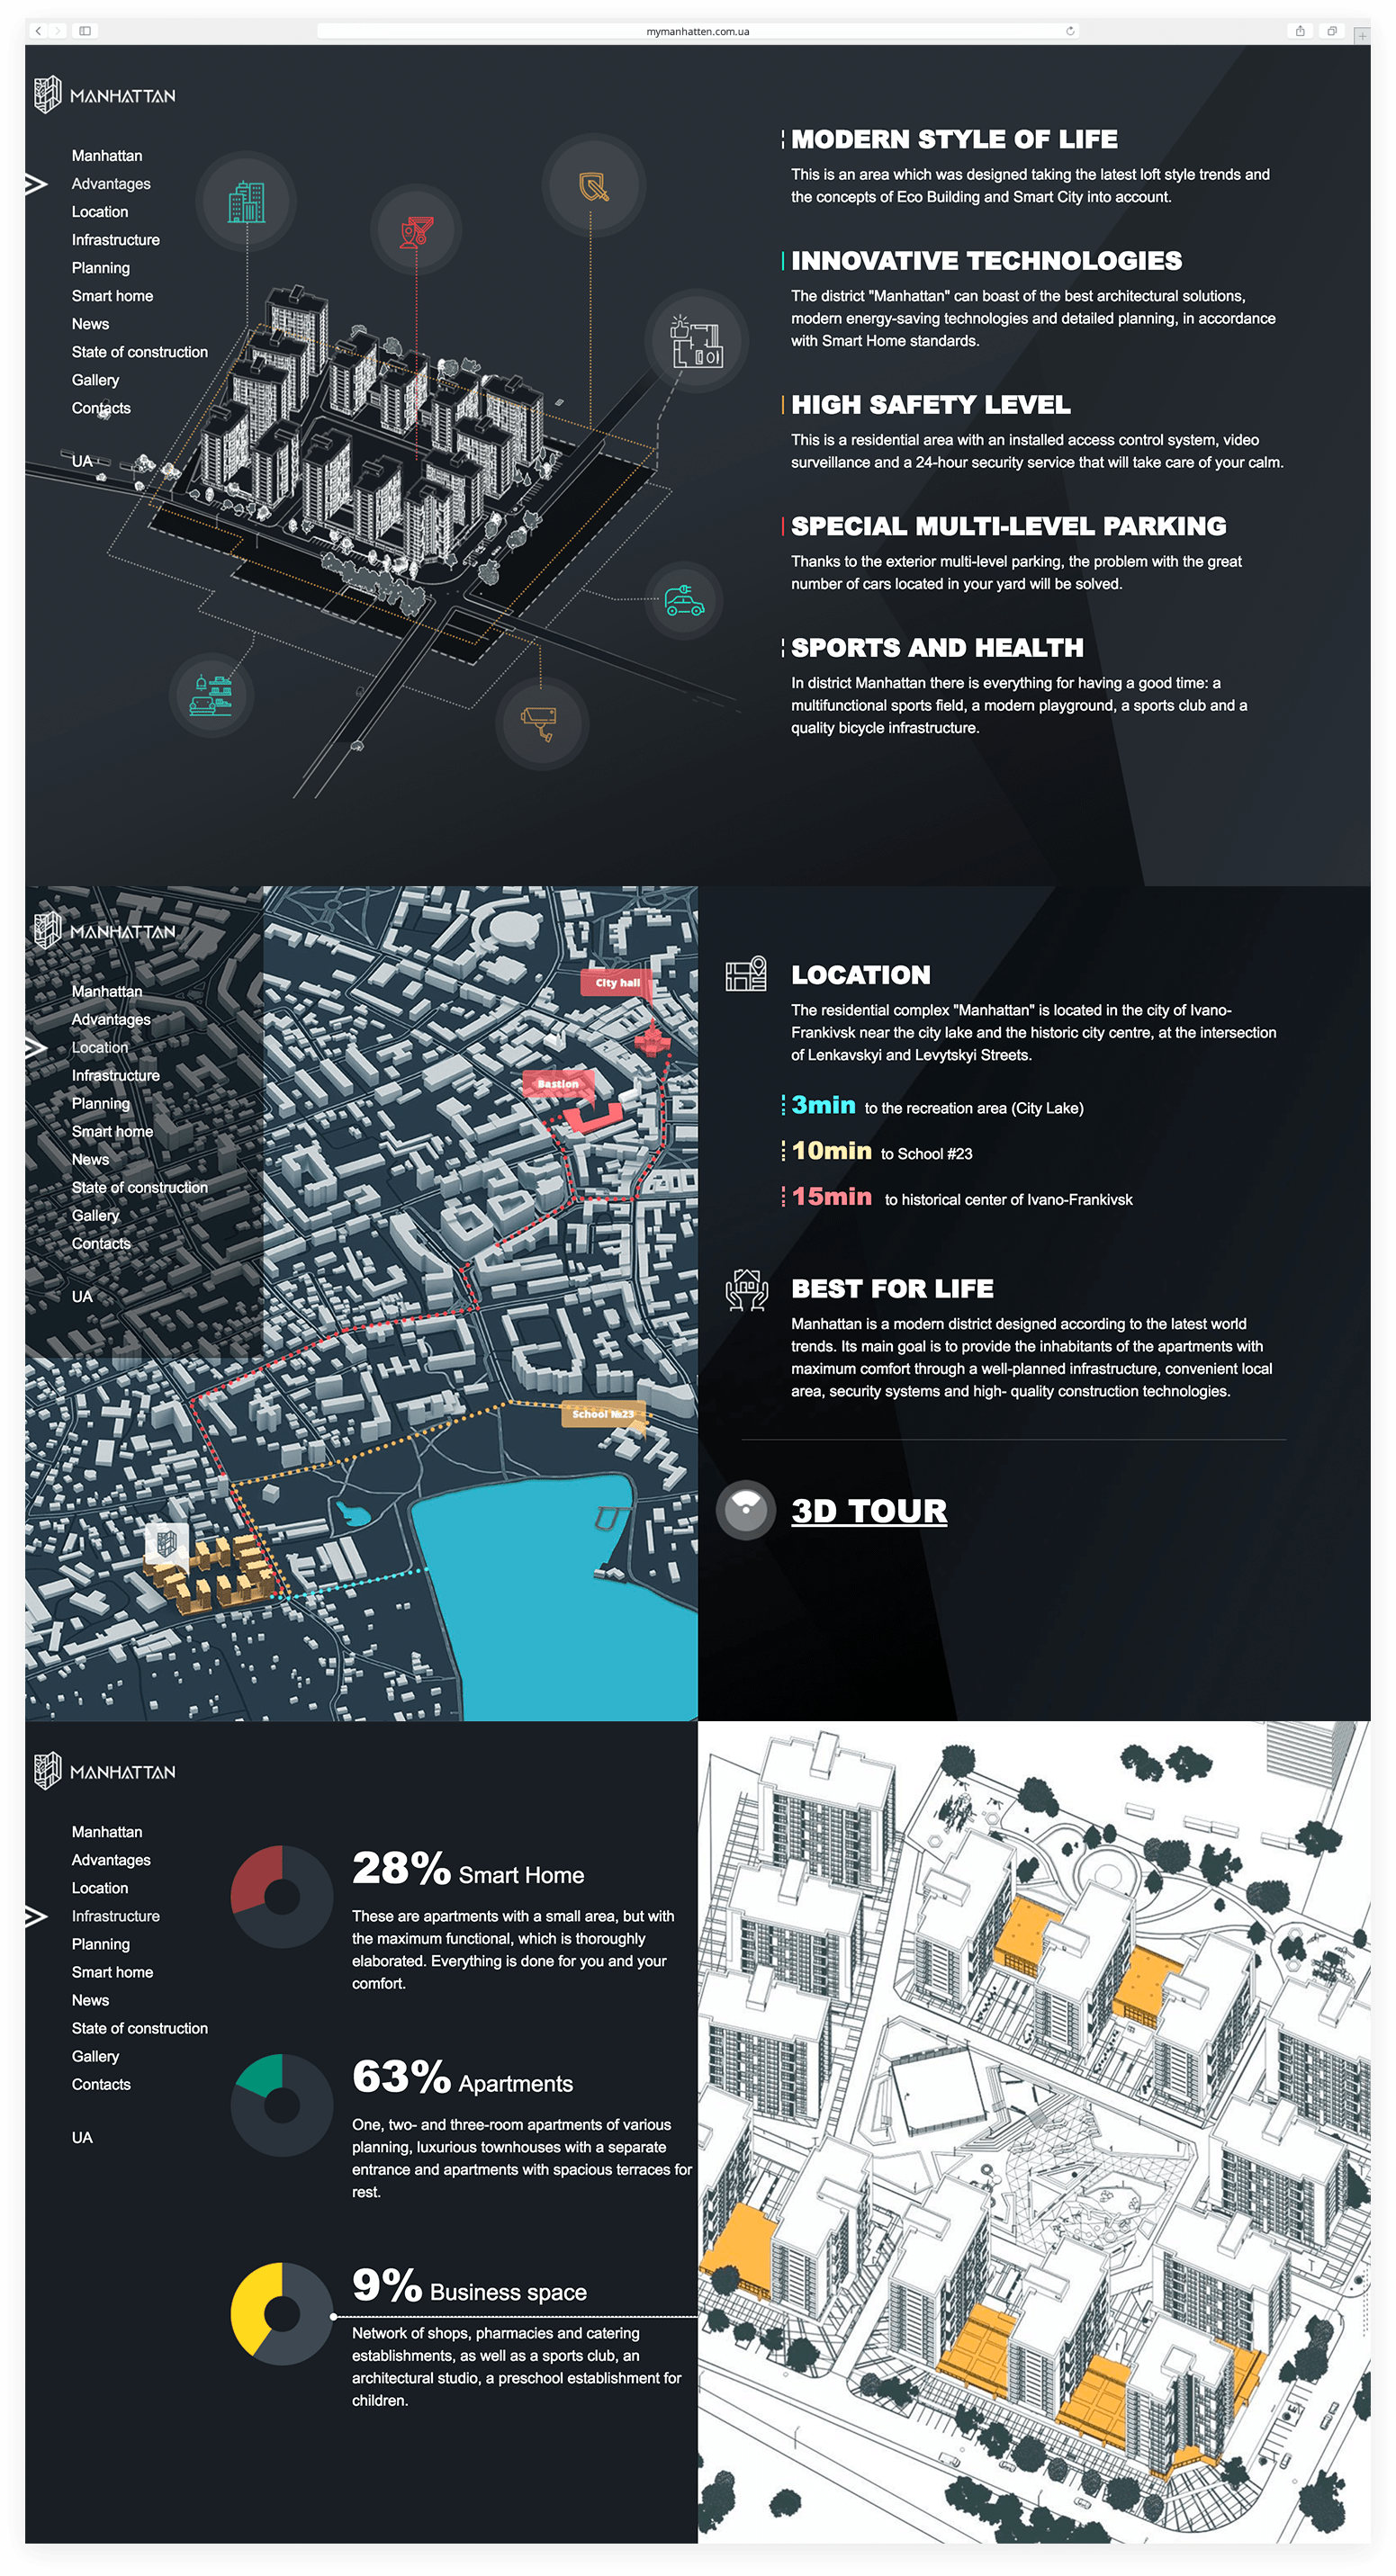 mymanhatten.com.ua
MANHATTAN
Manhattan
Advantages
Location
Infrastructure
Planning
Smart home
News
State of construction
Gallery
Contacts
UA
MODERN STYLE OF LIFE
This is an area which was designed taking the latest loft style trends and
the concepts of Eco Building and Smart City into account.
INNOVATIVE TECHNOLOGIES
The district "Manhattan" can boast of the best architectural solutions,
modern energy-saving technologies and detailed planning, in accordance
with Smart Home standards.
HIGH SAFETY LEVEL
This is a residential area with an installed access control system, video
surveillance and a 24-hour security service that will take care of your calm.
SPECIAL MULTI-LEVEL PARKING
Thanks to the exterior multi-level parking, the problem with the great
number of cars located in your yard will be solved.
SPORTS AND HEALTH
In district Manhattan there is everything for having a good time: a
multifunctional sports field, a modern playground, a sports club and a
quality bicycle infrastructure.
MANHATTAN
Manhattan
Advantages
Location
Infrastructure
Planning
Smart home
News
State of construction
Gallery
Contacts
UA
City hall
Bastion
School №23
LOCATION
The residential complex "Manhattan" is located in the city of Ivano-
Frankivsk near the city lake and the historic city centre, at the intersection
of Lenkavskyi and Levytskyi Streets.
3min to the recreation area (City Lake)
10min to School #23
15min to historical center of Ivano-Frankivsk
BEST FOR LIFE
Manhattan is a modern district designed according to the latest world
trends. Its main goal is to provide the inhabitants of the apartments with
maximum comfort through a well-planned infrastructure, convenient local
area, security systems and high- quality construction technologies.
3D TOUR
MANHATTAN
Manhattan
Advantages
Location
Infrastructure
Planning
Smart home
News
State of construction
Gallery
Contacts
UA
28% Smart Home
These are apartments with a small area, but with
the maximum functional, which is thoroughly
elaborated. Everything is done for you and your
comfort.
63% Apartments
One, two- and three-room apartments of various
planning, luxurious townhouses with a separate
entrance and apartments with spacious terraces for
rest.
9% Business space
Network of shops, pharmacies and catering
establishments, as well as a sports club, an
architectural studio, a preschool establishment for
children.